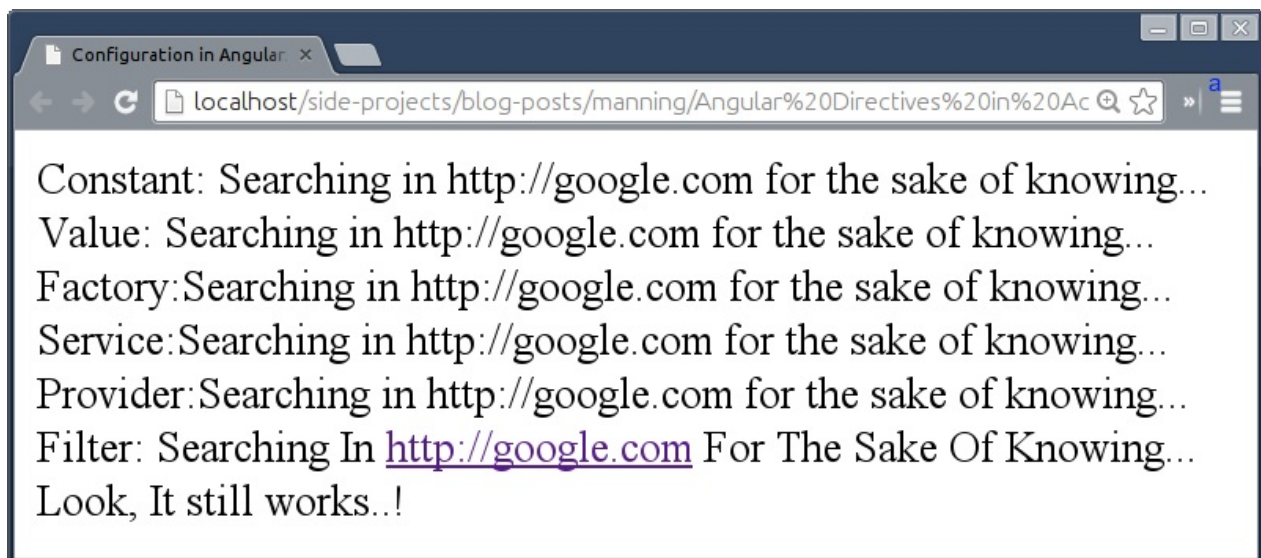 Configuration in Angular
localhost/side-projects/blog-posts/manning/Angular%20Directives%20in%20Ac
a
Constant: Searching in http://google.com for the sake of knowing...
Value: Searching in http://google.com for the sake of knowing...
Factory:Searching in http://google.com for the sake of knowing...
Service:Searching in http://google.com for the sake of knowing...
Provider:Searching in http://google.com for the sake of knowing...
Filter: Searching In http://google.com For The Sake Of Knowing...
Look, It still works..!